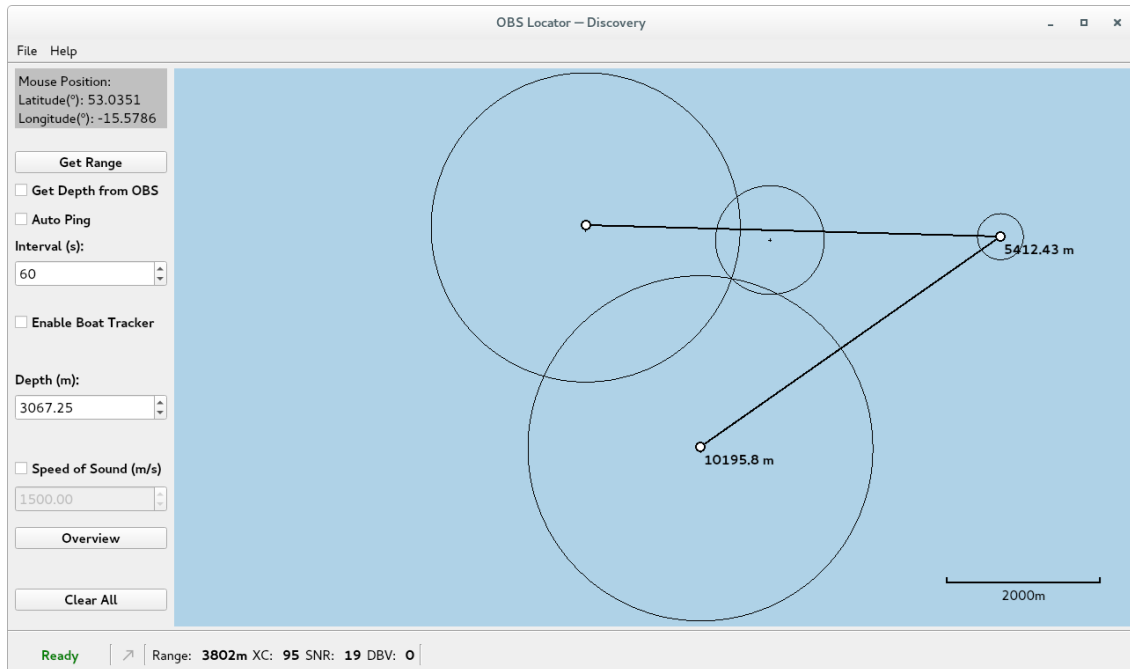 OBS Locator — Discovery
File Help
Mouse Position:
Latitude(°): 53.0351
Longitude(°): -15.5786
Get Range
Get Depth from OBS
Auto Ping
Interval (s):
60
Enable Boat Tracker
Depth (m):
3067.25
Speed of Sound (m/s)
1500.00
Overview
Clear All
5412.43 m
10195.8 m
2000m
Ready Range: 3802m XC: 95 SNR: 19 DBV: 0